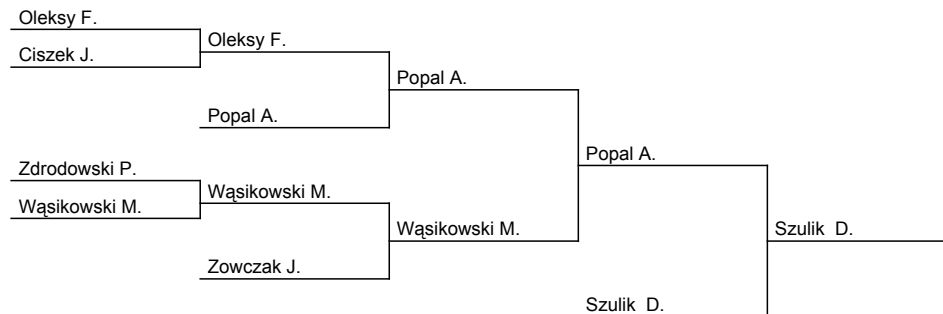 Oleksy F.
Oleksy F.
Ciszek J.
Popal A.
Popal A.
Popal A.
Zdrodowski P.
Wąsikowski M.
Wąsikowski M.
Wąsikowski M.
Szulik  D.
Zowczak J.
Szulik  D.